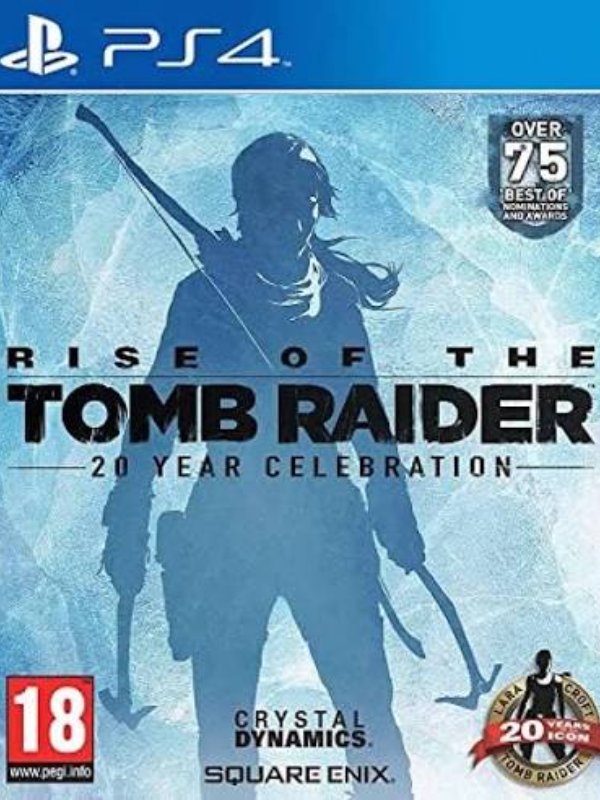 PS4
OVER
75
BEST OF
NOMINATIONS
AND AWARDS
RISE OF THE
TOMB RAIDER
20 YEAR CELEBRATION
18
www.pegi.info
CRYSTAL
DYNAMICS.
SQUARE ENIX.
LARA CROFT
20 YEARS
ICON
TOMB RAIDER